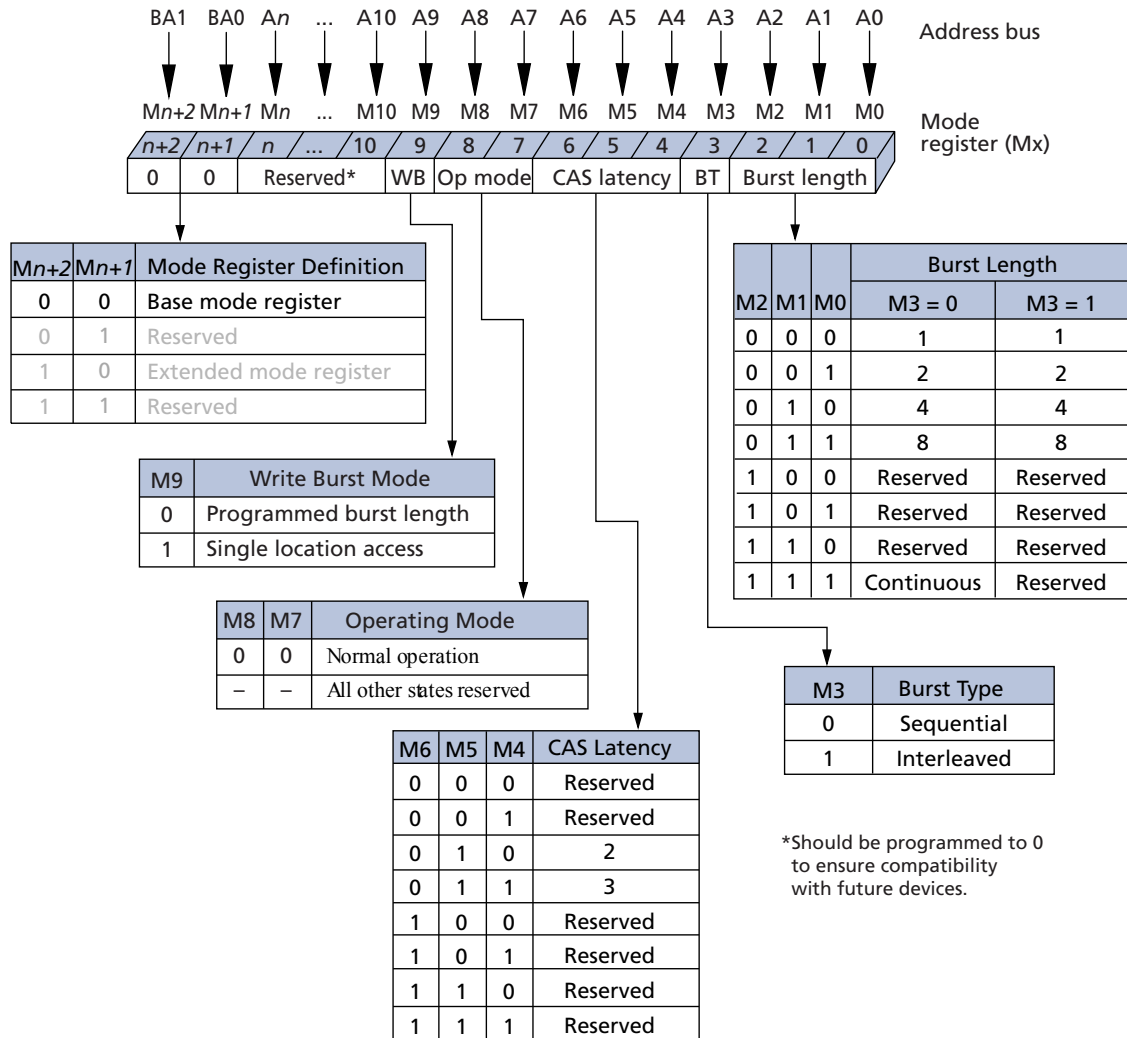 BA1 BA0 An ... A10 A9 A8 A7 A6 A5 A4 A3 A2 A1 A0 Address bus
Mn+2 Mn+1 Mn ... M10 M9 M8 M7 M6 M5 M4 M3 M2 M1 M0 Mode
register (Mx)
n+2 n+1 n ... 10 9 8 7 6 5 4 3 2 1 0
0 0 Reserved* WB Op mode CAS latency BT Burst length
Mn+2 Mn+1 Mode Register Definition
0 0 Base mode register
0 1 Reserved
1 0 Extended mode register
1 1 Reserved
Burst Length
M2 M1 M0 M3 = 0 M3 = 1
0 0 0 1 1
0 0 1 2 2
0 1 0 4 4
0 1 1 8 8
1 0 0 Reserved Reserved
1 0 1 Reserved Reserved
1 1 0 Reserved Reserved
1 1 1 Continuous Reserved
M9 Write Burst Mode
0 Programmed burst length
1 Single location access
M8 M7 Operating Mode
0 0 Normal operation
– – All other states reserved
M3 Burst Type
0 Sequential
1 Interleaved
M6 M5 M4 CAS Latency
0 0 0 Reserved
0 0 1 Reserved
0 1 0 2
0 1 1 3
1 0 0 Reserved
1 0 1 Reserved
1 1 0 Reserved
1 1 1 Reserved
*Should be programmed to 0
to ensure compatibility
with future devices.